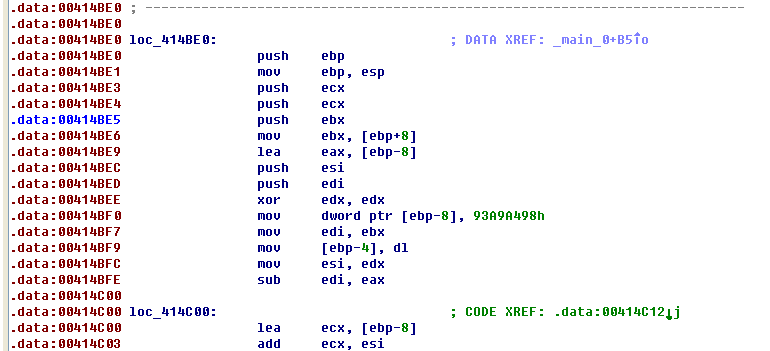 .data:00414BE0 ; ---------------------------------------------------------------------------
.data:00414BE0
.data:00414BE0 loc_414BE0: ; DATA XREF: _main_0+B5↑o
.data:00414BE0 push ebp
.data:00414BE1 mov ebp, esp
.data:00414BE3 push ecx
.data:00414BE4 push ecx
.data:00414BE5 push ebx
.data:00414BE6 mov ebx, [ebp+8]
.data:00414BE9 lea eax, [ebp-8]
.data:00414BEC push esi
.data:00414BED push edi
.data:00414BEE xor edx, edx
.data:00414BF0 mov dword ptr [ebp-8], 93A9A498h
.data:00414BF7 mov edi, ebx
.data:00414BF9 mov [ebp-4], dl
.data:00414BFC mov esi, edx
.data:00414BFE sub edi, eax
.data:00414C00
.data:00414C00 loc_414C00: ; CODE XREF: .data:00414C12↓j
.data:00414C00 lea ecx, [ebp-8]
.data:00414C03 add ecx, esi